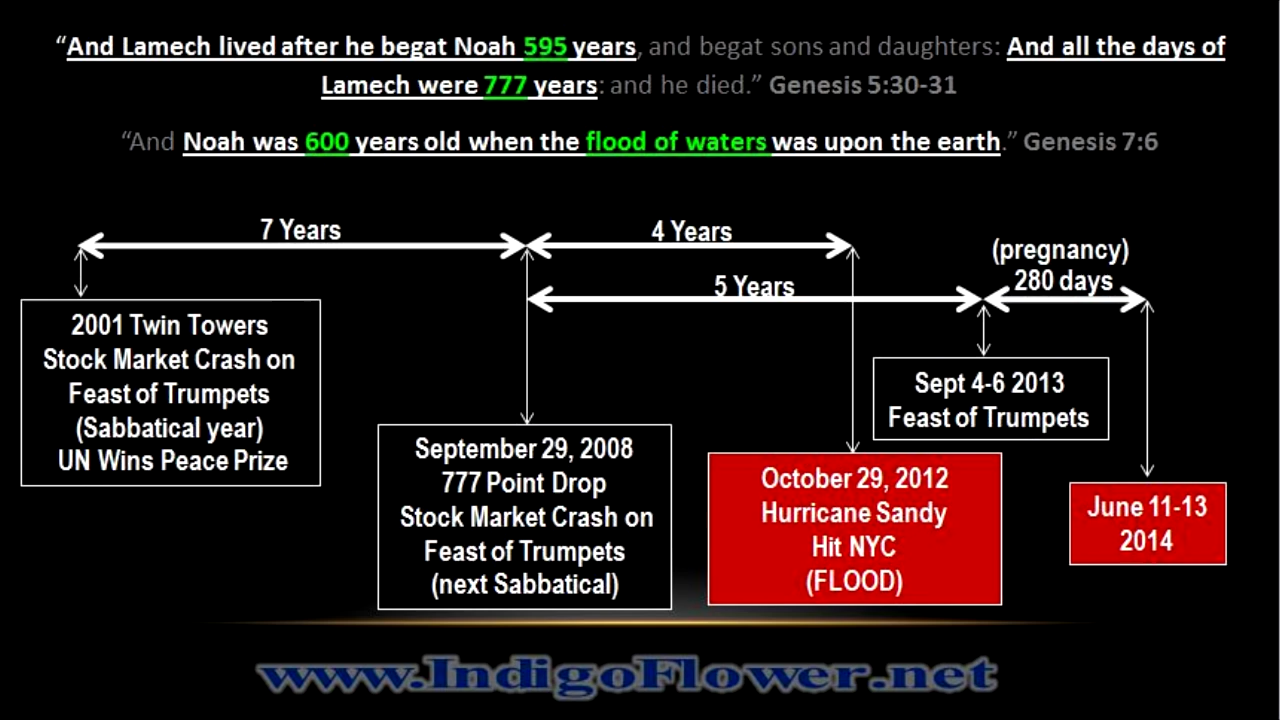 “And Lamech lived after he begat Noah 595 years, and begat sons and daughters: And all the days of
Lamech were 777 years: and he died.” Genesis 5:30-31
“And Noah was 600 years old when the flood of waters was upon the earth.” Genesis 7:6
7 Years
4 Years
(pregnancy)
280 days
5 Years
2001 Twin Towers
Stock Market Crash on
Feast of Trumpets
(Sabbatical year)
UN Wins Peace Prize
September 29, 2008
777 Point Drop
Stock Market Crash on
Feast of Trumpets
(next Sabbatical)
October 29, 2012
Hurricane Sandy
Hit NYC
(FLOOD)
Sept 4-6 2013
Feast of Trumpets
June 11-13
2014
www.IndigoFlower.net